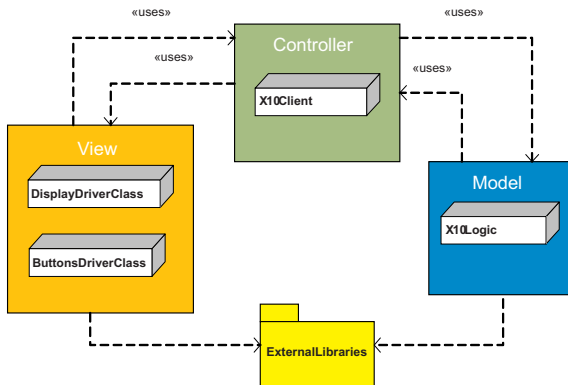 «uses»
Controller
«uses»
«uses»
«uses»
X10Client
View
DisplayDriverClass
ButtonsDriverClass
Model
X10Logic
ExternalLibraries